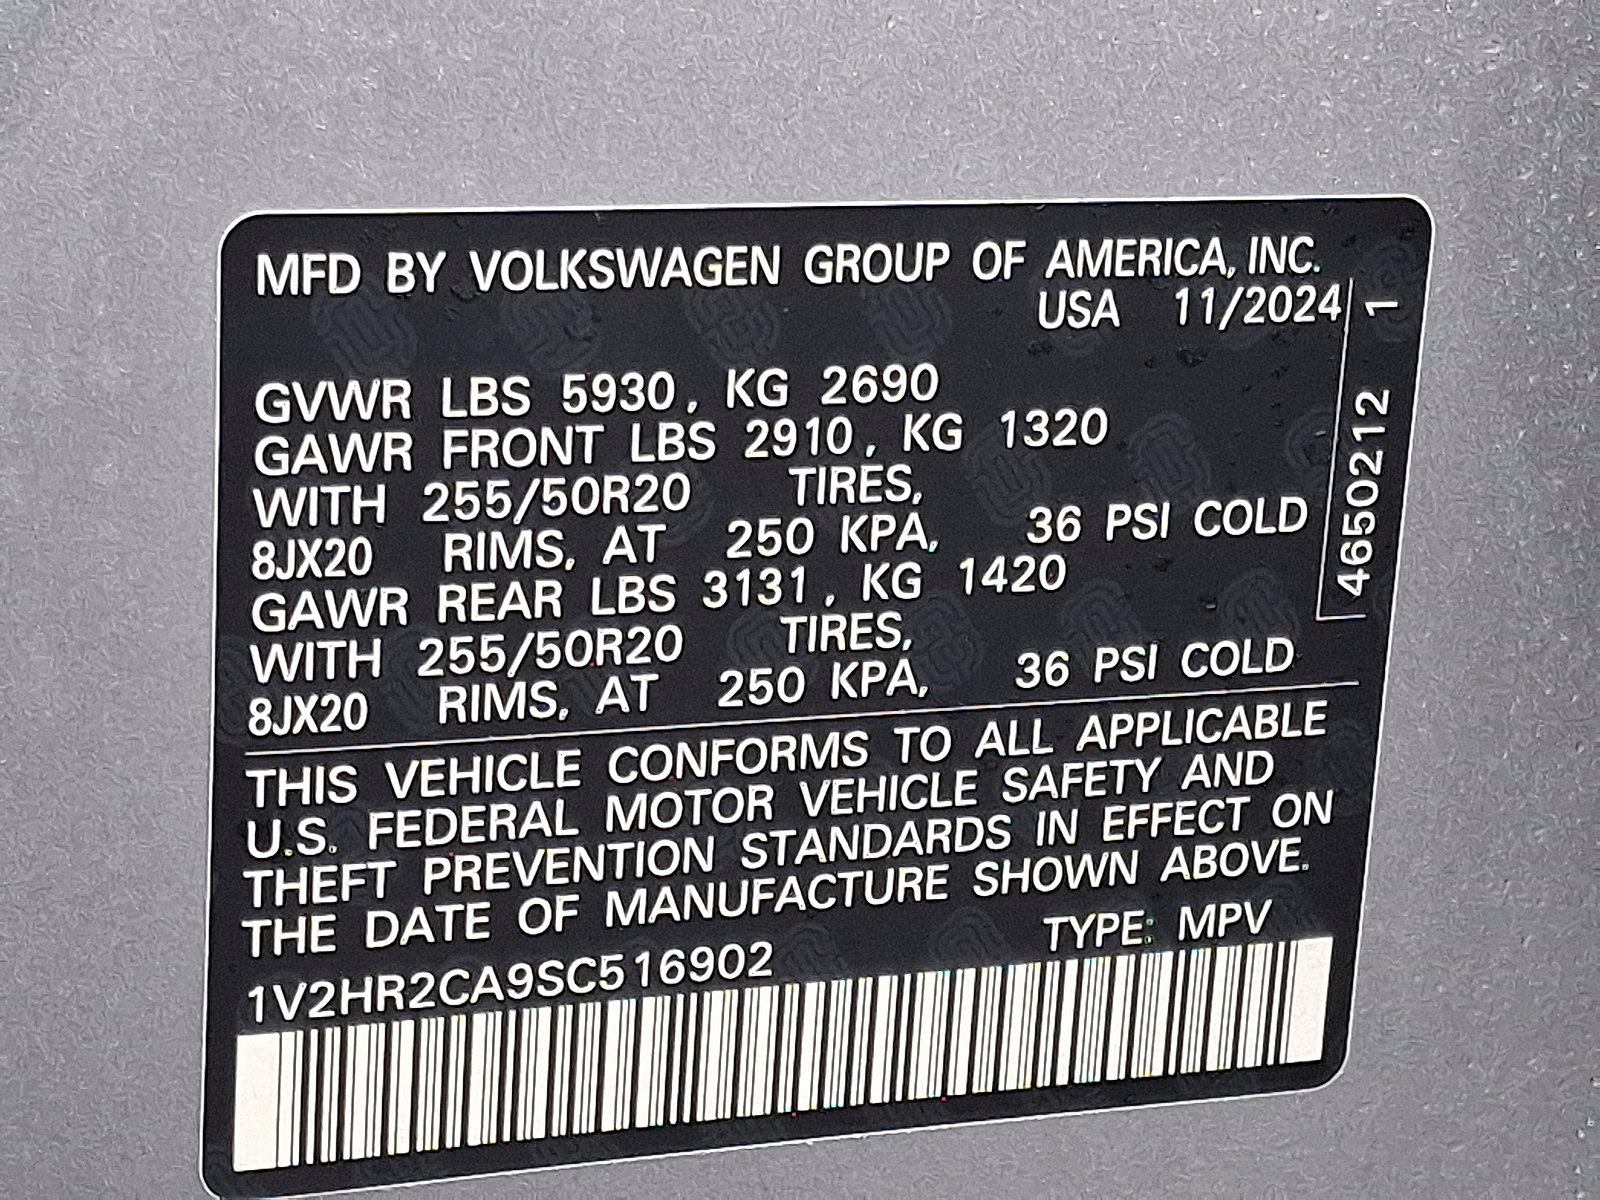 MFD BY VOLKSWAGEN GROUP OF AMERICA, INC.
USA 11/2024
GVWR LBS 5930, KG 2690
GAWR FRONT LBS 2910, KG 1320
WITH 255/50R20 TIRES,
8JX20 RIMS, AT 250 KPA, 36 PSI COLD
GAWR REAR LBS 3131, KG 1420
WITH 255/50R20 TIRES,
8JX20 RIMS, AT 250 KPA, 36 PSI COLD
THIS VEHICLE CONFORMS TO ALL APPLICABLE
U.S. FEDERAL MOTOR VEHICLE SAFETY AND
THEFT PREVENTION STANDARDS IN EFFECT ON
THE DATE OF MANUFACTURE SHOWN ABOVE.
1V2HR2CA9SC516902 TYPE: MPV
4650212 1